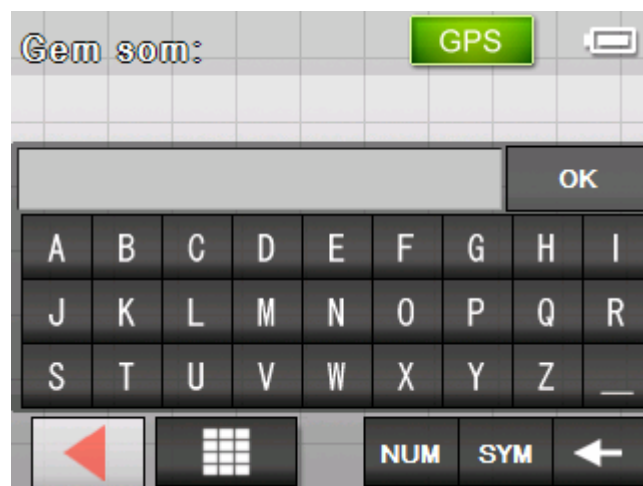 Gem som: GPS
OK
A B C D E F G H I
J K L M N O P Q R
S T U V W X Y Z _
NUM SYM